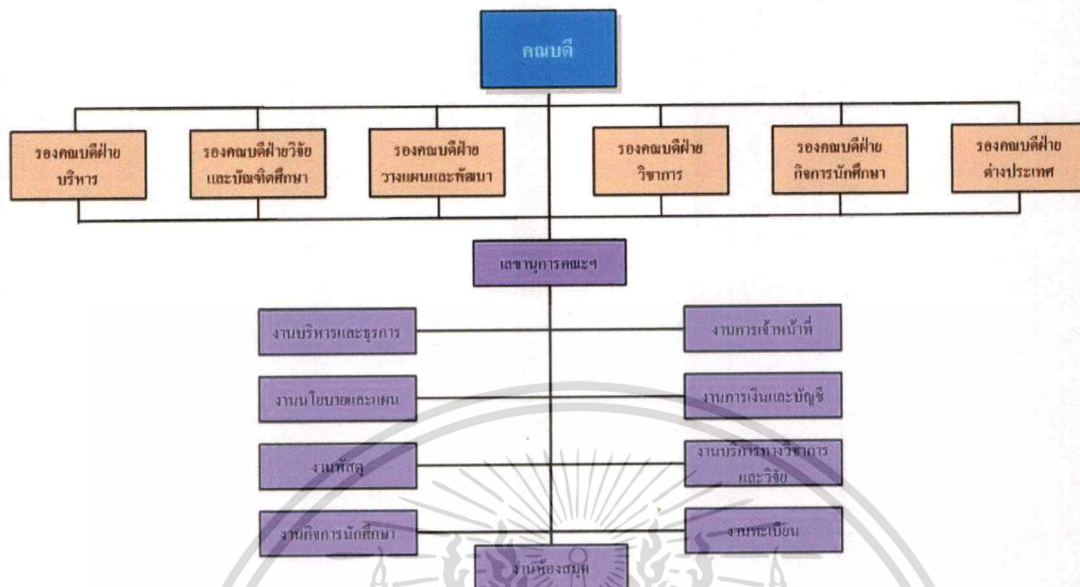 คณบดี
รองคณบดีฝ่าย
บริหาร
รองคณบดีฝ่ายวิจัย
และบัณฑิตศึกษา
รองคณบดีฝ่าย
วางแผนและพัฒนา
รองคณบดีฝ่าย
วิชาการ
รองคณบดีฝ่าย
กิจการนักศึกษา
รองคณบดีฝ่าย
ต่างประเทศ
เลขานุการคณะฯ
งานบริหารและธุรการ
งานการเจ้าหน้าที่
งานนโยบายและแผน
งานการเงินและบัญชี
งานพัสดุ
งานบริการทางวิชาการ
และวิจัย
งานกิจการนักศึกษา
งานทะเบียน
งานห้องสมุด